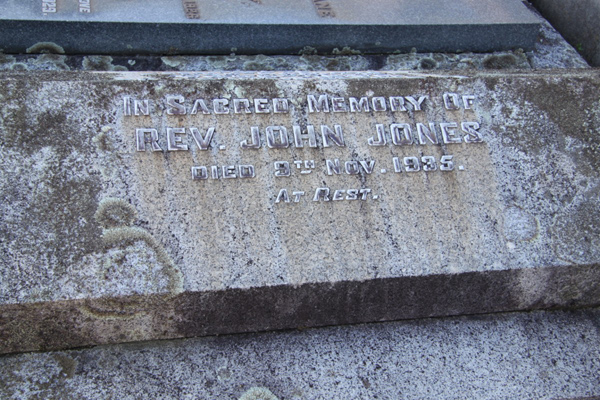 In Sacred Memory Of
REV. JOHN JONES
DIED 9TH NOV. 1935.
At Rest.